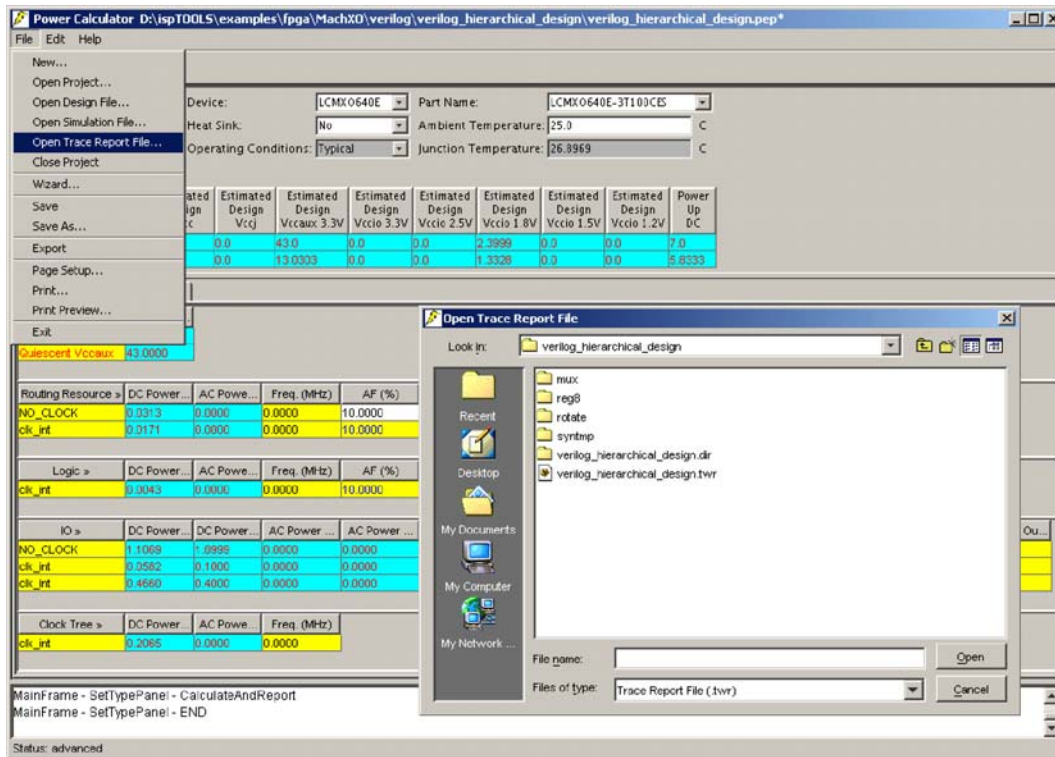 Power Calculator D:\ispTOOLS\examples\fpga\MachXO\verilog\verilog_hierarchical_design\verilog_hierarchical_design.pep*
File Edit Help
New...
Open Project...
Open Design File...
Open Simulation File...
Open Trace Report File...
Close Project
Wizard...
Save
Save As...
Export
Page Setup...
Print...
Print Preview...
Exit
Device: LCMXO640E Part Name: LCMXO640E-3T100CES
Heat Sink: No Ambient Temperature: 25.0 C
Operating Conditions: Typical Junction Temperature: 26.8969 C
Estimated Estimated Estimated Estimated Estimated Estimated Estimated Power
Design Design Design Design Design Design Design Up
Vccj Vccaux 3.3V Vccio 3.3V Vccio 2.5V Vccio 1.8V Vccio 1.5V Vccio 1.2V DC
0.0 43.0 0.0 0.0 2.3999 0.0 0.0 7.0
0.0 13.0303 0.0 0.0 1.3328 0.0 0.0 5.8333
Quiescent Vccaux 43.0000
Routing Resource » DC Power... AC Powe... Freq. (MHz) AF (%)
NO_CLOCK 0.0313 0.0000 0.0000 10.0000
clk_int 0.0171 0.0000 0.0000 10.0000
Logic » DC Power... AC Powe... Freq. (MHz) AF (%)
clk_int 0.0043 0.0000 0.0000 10.0000
IO » DC Power... DC Power... AC Power ... AC Power ... Ou...
NO_CLOCK 1.1069 1.8999 0.0000 0.0000
clk_int 0.0582 0.1000 0.0000 0.0000
clk_int 0.4660 0.4000 0.0000 0.0000
Clock Tree » DC Power... AC Powe... Freq. (MHz)
clk_int 0.2065 0.0000 0.0000
MainFrame - SetTypePanel - CalculateAndReport
MainFrame - SetTypePanel - END
Status: advanced
Open Trace Report File
Look in: verilog_hierarchical_design
Recent
Desktop
My Documents
My Computer
My Network ...
mux
reg8
rotate
syntmp
verilog_hierarchical_design.dir
verilog_hierarchical_design.twr
File name: Open
Files of type: Trace Report File (.twr) Cancel